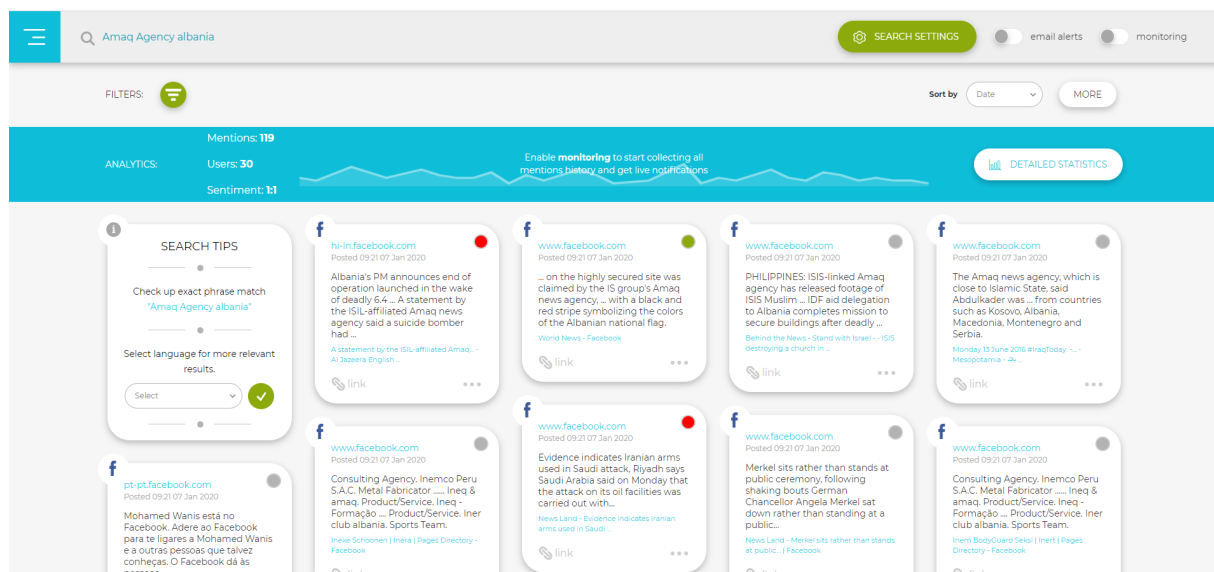 Amaq Agency albania
SEARCH SETTINGS
email alerts
monitoring
FILTERS:
Sort by
Date
MORE
ANALYTICS:
Mentions: 119
Users: 30
Sentiment: 1:1
Enable monitoring to start collecting all
mentions history and get live notifications
DETAILED STATISTICS
SEARCH TIPS
Check up exact phrase match
"Amaq Agency albania"
Select language for more relevant
results.
Select
hi-in.facebook.com
Posted 09:21 07 Jan 2020
Albania's PM announces end of
operation launched in the wake
of deadly 6.4 ... A statement by
the ISIL-affiliated Amaq news
agency said a suicide bomber
had ...
A statement by the ISIL-affiliated Amaq... -
Al Jazeera English ...
link
www.facebook.com
Posted 09:21 07 Jan 2020
... on the highly secured site was
claimed by the IS group's Amaq
news agency, ... with a black and
red stripe symbolizing the colors
of the Albanian national flag.
World News - Facebook
link
www.facebook.com
Posted 09:21 07 Jan 2020
PHILIPPINES: ISIS-linked Amaq
agency has released footage of
ISIS Muslim ... IDF aid delegation
to Albania completes mission to
secure buildings after deadly ...
Behind the News - Stand with Israel - - ISIS
destroying a church in ...
link
www.facebook.com
Posted 09:21 07 Jan 2020
The Amaq news agency, which is
close to Islamic State, said
Abdulkader was ... from countries
such as Kosovo, Albania,
Macedonia, Montenegro and
Serbia.
Monday 13 June 2016 #IraqToday -... -
Mesopotamia -
link
pt-pt.facebook.com
Posted 09:21 07 Jan 2020
Mohamed Wanis está no
Facebook. Adere ao Facebook
para te ligares a Mohamed Wanis
e a outras pessoas que talvez
conheças. O Facebook dá às
www.facebook.com
Posted 09:21 07 Jan 2020
Consulting Agency. Inemco Peru
S.A.C. Metal Fabricator ...... Ineq &
amaq. Product/Service. Ineq -
Formação .... Product/Service. Iner
club albania. Sports Team.
Ineke Schoonen | Inera | Pages Directory -
Facebook
www.facebook.com
Posted 09:21 07 Jan 2020
Evidence indicates Iranian arms
used in Saudi attack, Riyadh says
Saudi Arabia said on Monday that
the attack on its oil facilities was
carried out with...
News Land - Evidence indicates Iranian
arms used in Saudi ...
link
www.facebook.com
Posted 09:21 07 Jan 2020
Merkel sits rather than stands at
public ceremony, following
shaking bouts German
Chancellor Angela Merkel sat
down rather than standing at a
public...
News Land - Merkel sits rather than stands
at public... | Facebook
www.facebook.com
Posted 09:21 07 Jan 2020
Consulting Agency. Inemco Peru
S.A.C. Metal Fabricator ...... Ineq &
amaq. Product/Service. Ineq -
Formação .... Product/Service. Iner
club albania. Sports Team.
Inem BodyGuard Seksi | Inert | Pages
Directory - Facebook